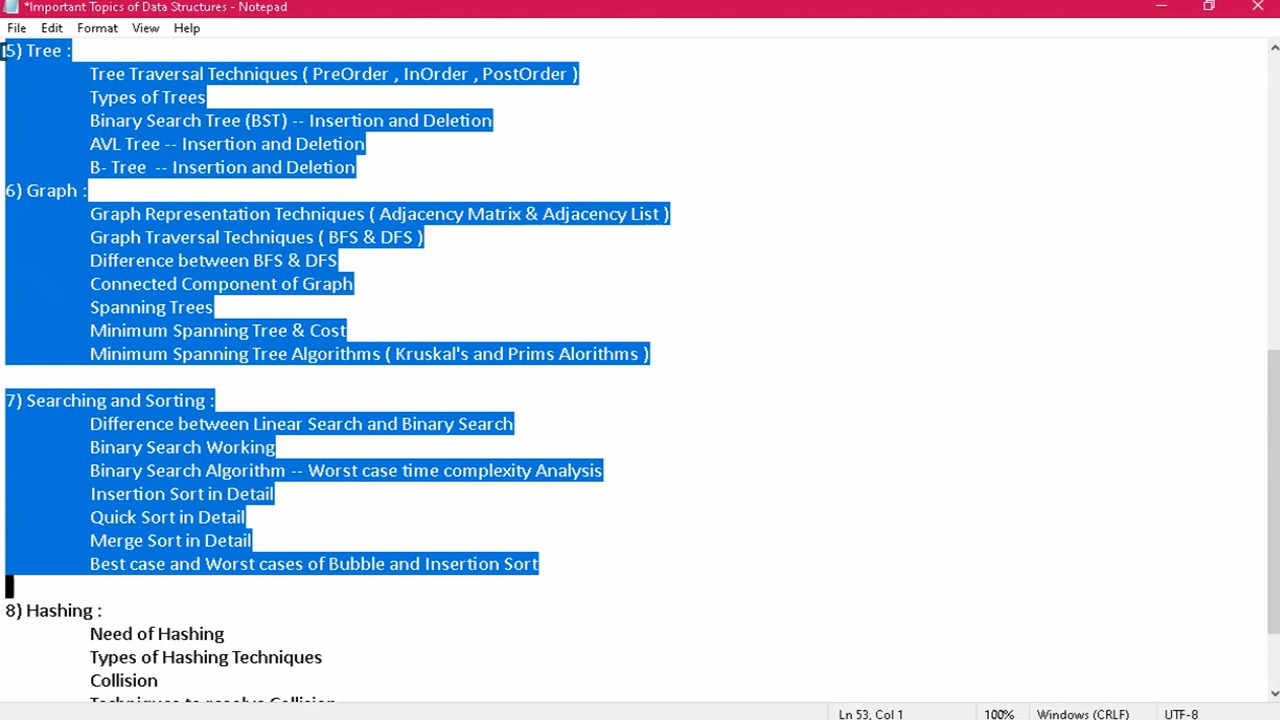 *Important Topics of Data Structures - Notepad
File Edit Format View Help
5) Tree :
Tree Traversal Techniques ( PreOrder , InOrder , PostOrder )
Types of Trees
Binary Search Tree (BST) -- Insertion and Deletion
AVL Tree -- Insertion and Deletion
B- Tree -- Insertion and Deletion
6) Graph :
Graph Representation Techniques ( Adjacency Matrix & Adjacency List )
Graph Traversal Techniques ( BFS & DFS )
Difference between BFS & DFS
Connected Component of Graph
Spanning Trees
Minimum Spanning Tree & Cost
Minimum Spanning Tree Algorithms ( Kruskal's and Prims Alorithms )
7) Searching and Sorting :
Difference between Linear Search and Binary Search
Binary Search Working
Binary Search Algorithm -- Worst case time complexity Analysis
Insertion Sort in Detail
Quick Sort in Detail
Merge Sort in Detail
Best case and Worst cases of Bubble and Insertion Sort
8) Hashing :
Need of Hashing
Types of Hashing Techniques
Collision
Techniques to resolve Collision
Ln 53, Col 1 100% Windows (CRLF) UTF-8